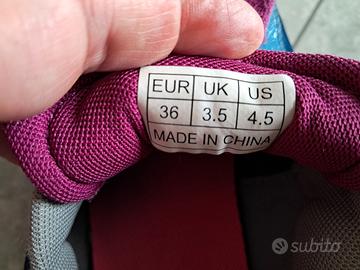 EUR UK US
36 3.5 4.5
MADE IN CHINA
subito